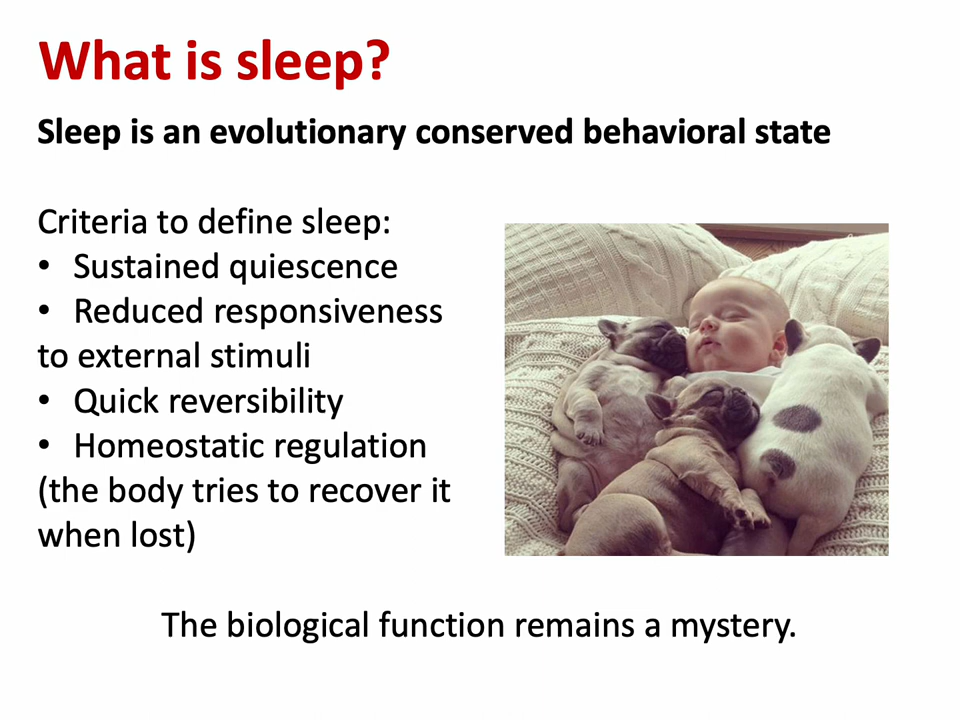 What is sleep?
Sleep is an evolutionary conserved behavioral state
Criteria to define sleep:
• Sustained quiescence
• Reduced responsiveness
to external stimuli
• Quick reversibility
• Homeostatic regulation
(the body tries to recover it
when lost)
The biological function remains a mystery.